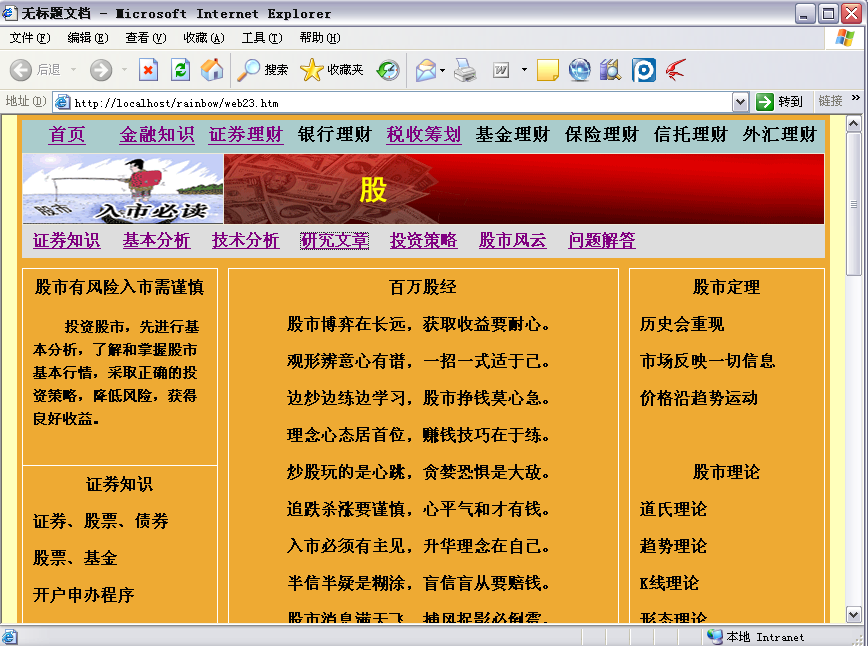 无标题文档 - Microsoft Internet Explorer
文件(F) 编辑(E) 查看(V) 收藏(A) 工具(T) 帮助(H)
后退 搜索 收藏夹
地址(D) http://localhost/rainbow/web23.htm 转到 链接 »
首页 金融知识 证券理财 银行理财 税收筹划 基金理财 保险理财 信托理财 外汇理财
股市 入市必读
股
证券知识 基本分析 技术分析 研究文章 投资策略 股市风云 问题解答
股市有风险入市需谨慎
投资股市，先进行基
本分析，了解和掌握股市
基本行情，采取正确的投
资策略，降低风险，获得
良好收益。
证券知识
证券、股票、债券
股票、基金
开户申办程序
百万股经
股市博弈在长远，获取收益要耐心。
观形辨意心有谱，一招一式适于己。
边炒边练边学习，股市挣钱莫心急。
理念心态居首位，赚钱技巧在于练。
炒股玩的是心跳，贪婪恐惧是大敌。
追跌杀涨要谨慎，心平气和才有钱。
入市必须有主见，升华理念在自己。
半信半疑是糊涂，盲信盲从要赔钱。
股市消息满天飞，捕风捉影必倒霉。
股市定理
历史会重现
市场反映一切信息
价格沿趋势运动
股市理论
道氏理论
趋势理论
K线理论
形态理论
本地 Intranet